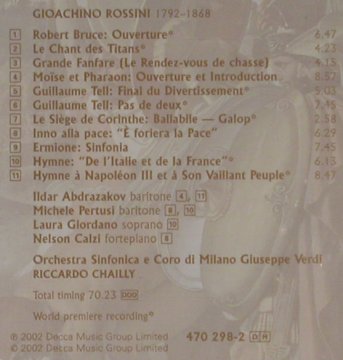 GIOACHINO ROSSINI 1792–1868
1 Robert Bruce: Ouverture* 6.47
2 Le Chant des Titans* 4.23
3 Grande Fanfare (Le Rendez-vous de chasse) 4.15
4 Moïse et Pharaon: Ouverture et Introduction 8.57
5 Guillaume Tell: Final du Divertissement* 5.03
6 Guillaume Tell: Pas de deux* 7.45
7 Le Siège de Corinthe: Ballabile — Galop* 2.58
8 Inno alla pace: "È foriera la Pace" 6.29
9 Ermione: Sinfonia 7.45
10 Hymne: "De l'Italie et de la France"* 6.13
11 Hymne à Napoléon III et à Son Vaillant Peuple* 8.47
Ildar Abdrazakov baritone 4, 11
Michele Pertusi baritone 8, 10
Laura Giordano soprano 10
Nelson Calzi fortepiano 8
Orchestra Sinfonica e Coro di Milano Giuseppe Verdi
RICCARDO CHAILLY
Total timing 70.23 DDD
World premiere recording*
℗ 2002 Decca Music Group Limited 470 298-2
© 2002 Decca Music Group Limited